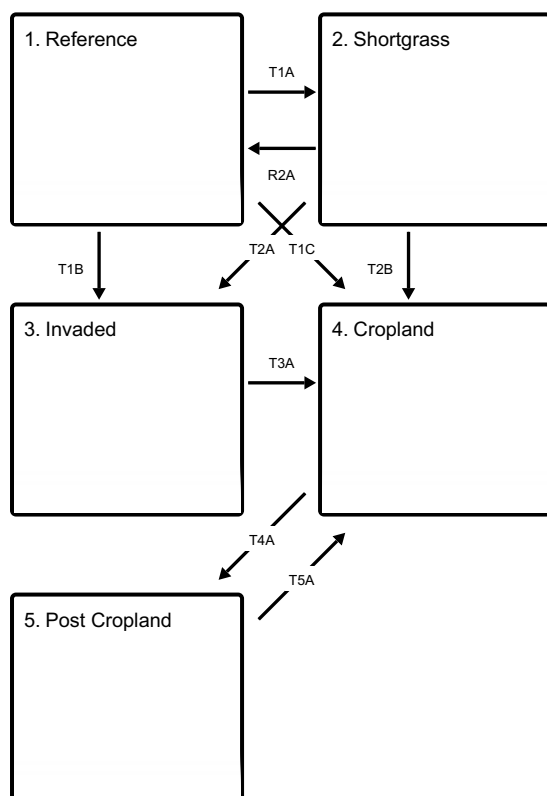 1. Reference
2. Shortgrass
T1A
R2A
T1B
T2A
T1C
T2B
3. Invaded
4. Cropland
T3A
T4A
T5A
5. Post Cropland